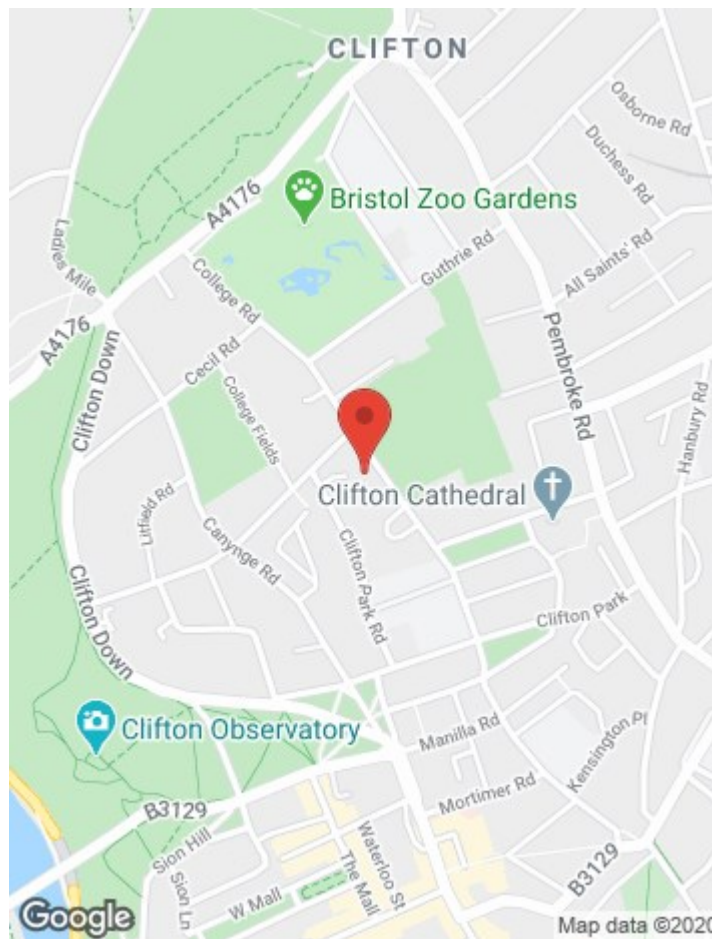 CLIFTON
Osborne Rd
Duchess Rd
A4176
Bristol Zoo Gardens
Ladies Mile
Guthrie Rd
All Saints' Rd
College Rd
A4176
Clifton Down
Cecil Rd
Pembroke Rd
College Fields
Hanbury Rd
Clifton Cathedral
Litfield Rd
Canynge Rd
Clifton Park Rd
Clifton Down
Clifton Park
Clifton Observatory
Manilla Rd
Kensington Pl
Mortimer Rd
B3129
Sion Hill
Waterloo St
The Mall
B3129
Sion Ln
W Mall
Google
Map data ©2020